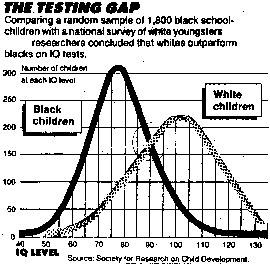 THE TESTING GAP
Comparing a random sample of 1,800 black school-
children with a national survey of white youngsters
researchers concluded that whites outperform
blacks on IQ tests.
300
Number of children
at each IQ level
White
children
Black
children
250
200
150
100
50
0
40 50 60 70 80 90 100 110 120 130
IQ LEVEL
Source: Society for Research on Child Development.